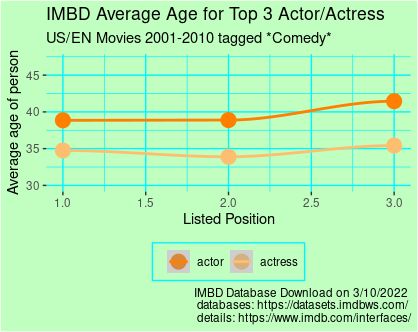 IMBD Average Age for Top 3 Actor/Actress
US/EN Movies 2001-2010 tagged *Comedy*
Average age of person
45
40
35
30
1.0
1.5
2.0
2.5
3.0
Listed Position
actor
actress
IMBD Database Download on 3/10/2022
databases: https://datasets.imdbws.com/
details: https://www.imdb.com/interfaces/